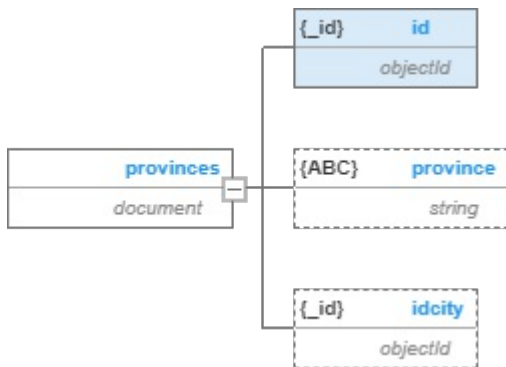 {_id} id
objectId
provinces
document
{ABC} province
string
{_id} idcity
objectId